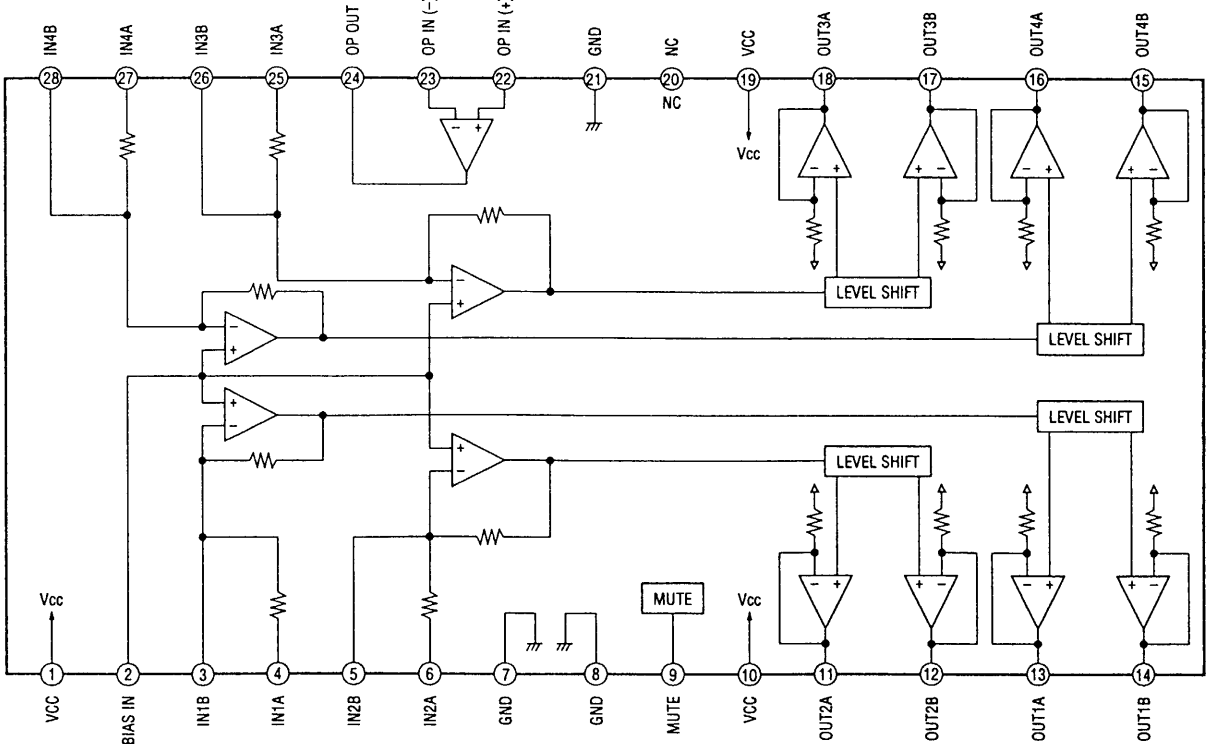 IN4B
IN4A
IN3B
IN3A
OP OUT
OP IN (−)
OP IN (+)
GND
NC
VCC
OUT3A
OUT3B
OUT4A
OUT4B
28
27
26
25
24
23
22
21
20
19
18
17
16
15
NC
− +
Vcc
− +
+ −
− +
+ −
−
+
LEVEL SHIFT
−
+
LEVEL SHIFT
+
−
LEVEL SHIFT
+
−
LEVEL SHIFT
− +
+ −
− +
+ −
Vcc
MUTE
Vcc
1
2
3
4
5
6
7
8
9
10
11
12
13
14
VCC
BIAS IN
IN1B
IN1A
IN2B
IN2A
GND
GND
MUTE
VCC
OUT2A
OUT2B
OUT1A
OUT1B